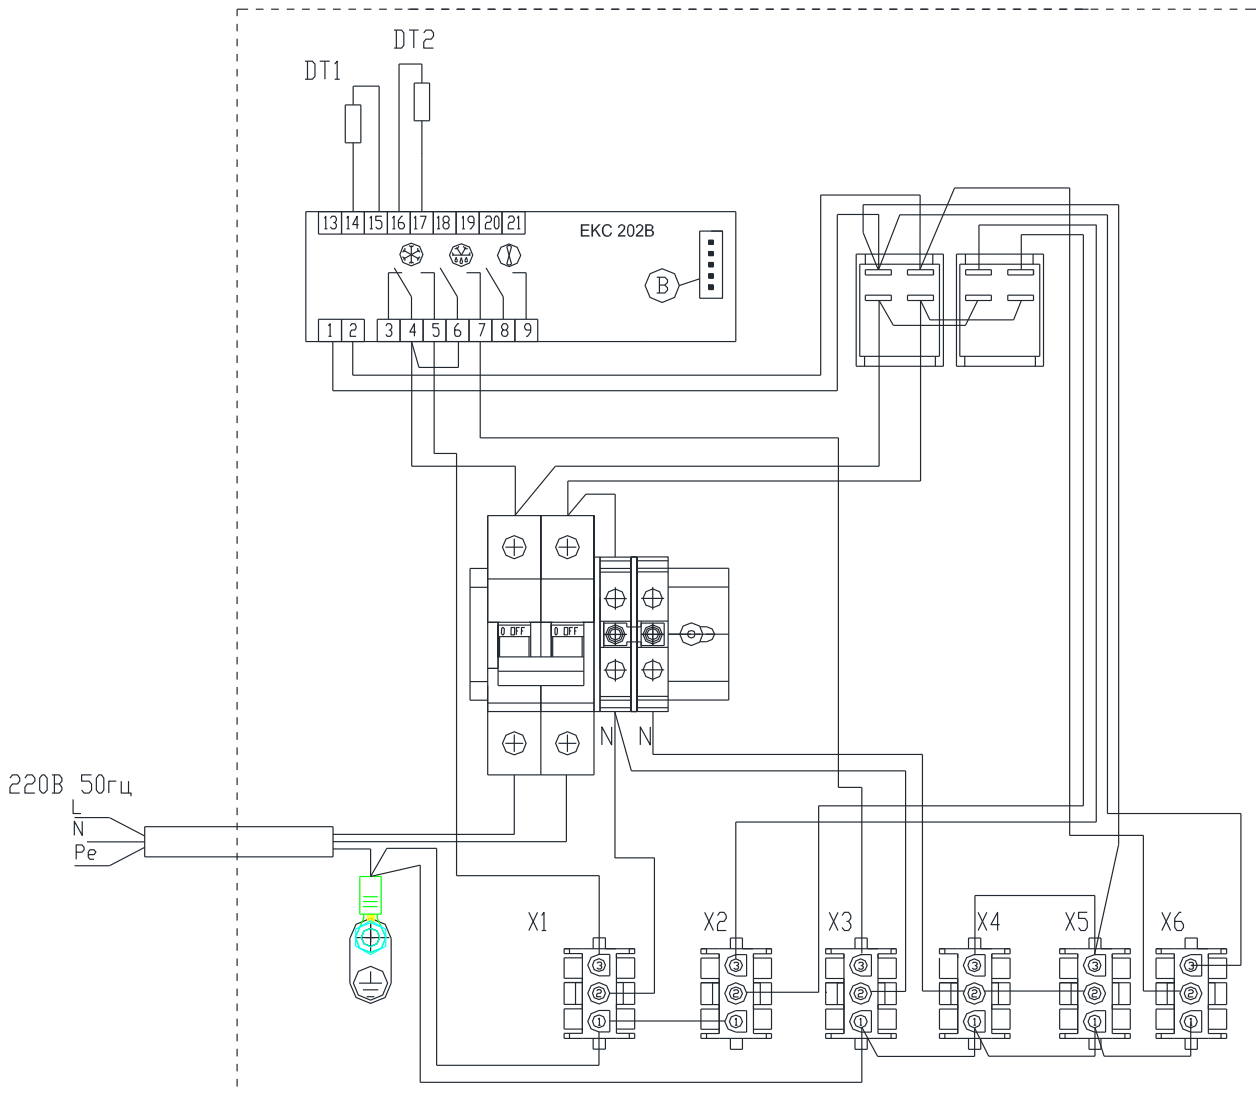 DT2
DT1
13 14 15 16 17 18 19 20 21
EKC 202B
B
1 2 3 4 5 6 7 8 9
0 OFF 0 OFF
N N
220В 50гц
L
N
Pe
X1 X2 X3 X4 X5 X6
3 3 3 3 3 3
2 2 2 2 2 2
1 1 1 1 1 1